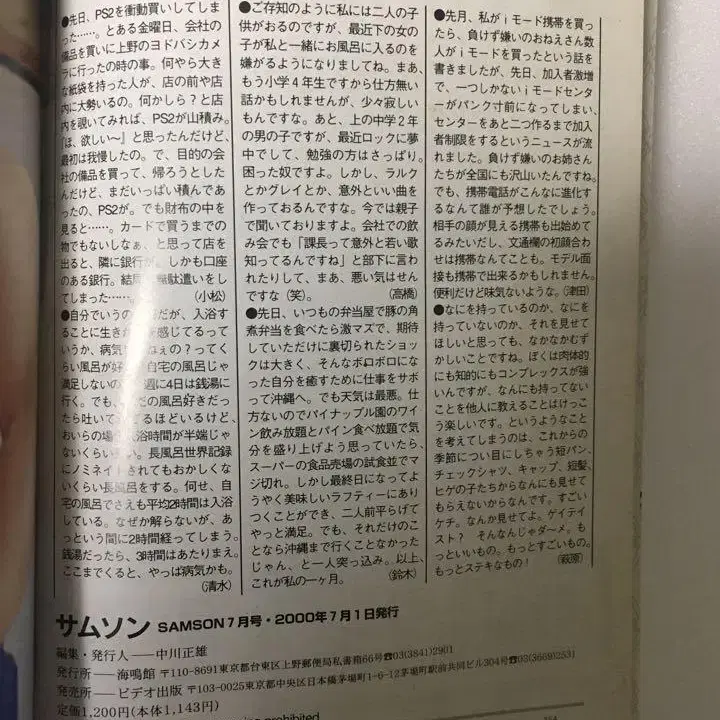 ●先日、PS2を衝動買いしてしま
った……。とある金曜日、会社の
備品を買いに上野のヨドバシカメ
ラに行った時の事。何やら大き
な紙袋を持った人が、店の前や店
内に大勢いるの。何かしら?と店
内を覗いてみれば、PS2が山積み。
『ほ、欲しい〜』と思ったんだけど、
最初は我慢したの。で、目的の会
社の備品を買って、帰ろうとした
んだけど、まだいっぱい積んであ
ったの、PS2が。でも財布の中を
見ると……。カードで買うまでの
物でもないしなぁ、と思って店を
出ると、隣に銀行が。しかも口座
のある銀行。結局、無駄遣いをし
てしまった…… (小松)
●自分でいうの だが、入浴す
ることに生きが を感じてるって
いうか、病気 なぇの?ってく
らい風呂が好 自宅の風呂じゃ
満足しないの 週に4日は銭湯に
行く。でも、 の風呂好きだっ
たら吐いて るほどいるけど、
おいらの場合 浴時間が半端じゃ
ないくらい 長風呂世界記録
にノミネイトされてもおかしくな
いくらい長風呂をする。何せ、自
宅の風呂でさえも平均2時間は入浴
している。なぜか解らないが、あ
っという間に2時間経ってしまう。
銭湯だったら、3時間はあたりまえ。
ここまでくると、やっぱ病気かも。
(清水)
●ご存知のように私には二人の子
供がおるのですが、最近下の女の
子が私と一緒にお風呂に入るのを
嫌がるようになりましてね。まあ、
もう小学4年生ですから仕方無い
話かもしれませんが、少々寂しい
もんですな。あと、上の中学2年
の男の子ですが、最近ロックに夢
中でして、勉強の方はさっぱり。
困った奴ですよ。しかし、ラルク
とかグレイとか、意外といい曲を
作っておるんですな。今では親子
で聞いておりますよ。会社での飲
み会でも「課長って意外と若い歌
知ってるんですね」と部下に言わ
れたりして、まあ、悪い気はせん
ですな(笑)。 (高橋)
●先日、いつもの弁当屋で豚の角
煮弁当を食べたら激マズで、期待
していただけに裏切られたショッ
クは大きく、そんなボロボロにな
った自分を癒すために仕事をサボ
って沖縄へ。でも天気は最悪。仕
方ないのでパイナップル園のワイ
ン飲み放題とパイン食べ放題で気
分を盛り上げよう思っていたら、
スーパーの食品売場の試食並でマ
ジ切れ。しかし最終日になってよ
うやく美味しいラフティーにあり
つくことができ、二人前平らげて
やっと満足。でも、それだけのこ
となら沖縄まで行くことなかった
じゃん、と一人突っ込み。以上、
これが私の一ヶ月。 (鈴木)
●先月、私がiモード携帯を買っ
たら、負けず嫌いのおねえさん数
人がiモードを買ったという話を
書きましたが、先日、加入者激増
で、一つしかないiモードセンタ
ーがパンク寸前になってしまい、
センターをあと二つ作るまで加入
者制限をするというニュースが流
れました。負けず嫌いのお姉さん
たちが全国にも沢山いたんですね。
でも、携帯電話がこんなに進化す
るなんて誰が予想したでしょう。
相手の顔が見える携帯も出始めて
るみたいだし、文通欄の初顔合わ
せは携帯なんてことも。モデル面
接も携帯で出来るかもしれません。
便利だけど味気ないような。(津田)
●なにを持っているのか、なにを
持っていないのか、それを見せて
ほしいと思っても、なかなかむず
かしいことですね。ぼくは肉体的
にも知的にもコンプレックスが強
いんですが、なんにも持ってない
ことを他人に教えることはけっこ
う楽しいです。というようなこと
を考えてしまうのは、これからの
季節につい目にしちゃう短パン、
チェックシャツ、キャップ、短髪、
ヒゲの子たちからなんにも見せて
もらえないからなんです。すごい
ケチ。なんか見せてよ。ゲイテイ
スト? そんなんじゃダーメ。も
っといいもの。もっとすごいもの。
もっとステキなもの! (萩原)
サムソン SAMSON7月号・2000年7月1日発行
編集・発行人――中川正雄
発行所――海鳴館 〒110-8691東京都台東区上野郵便局私書箱66号☎03(3841)2901
発売所――ビデオ出版 〒103-0025東京都中央区日本橋茅場町1-6-12茅場町駅前共同ビル304号☎03(3669)2531
定価1,200円(本体1,143円)
prohibited